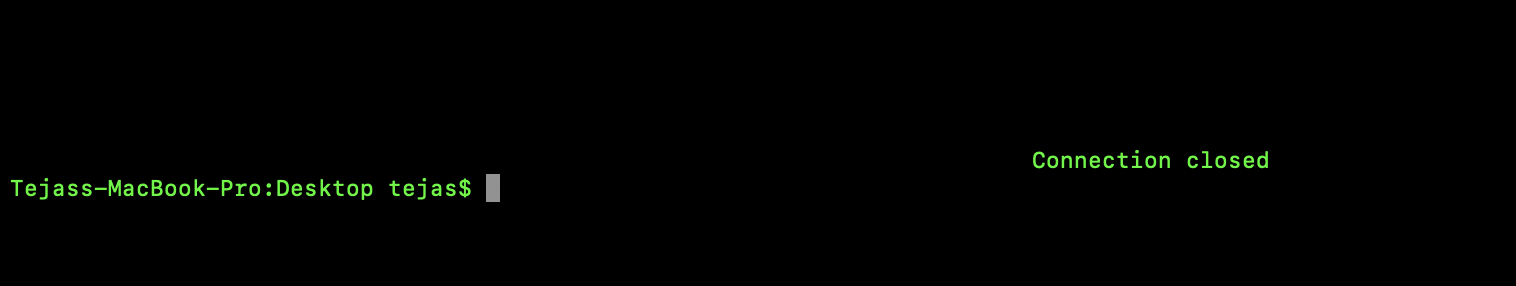 Connection closed
Tejass-MacBook-Pro:Desktop tejas$